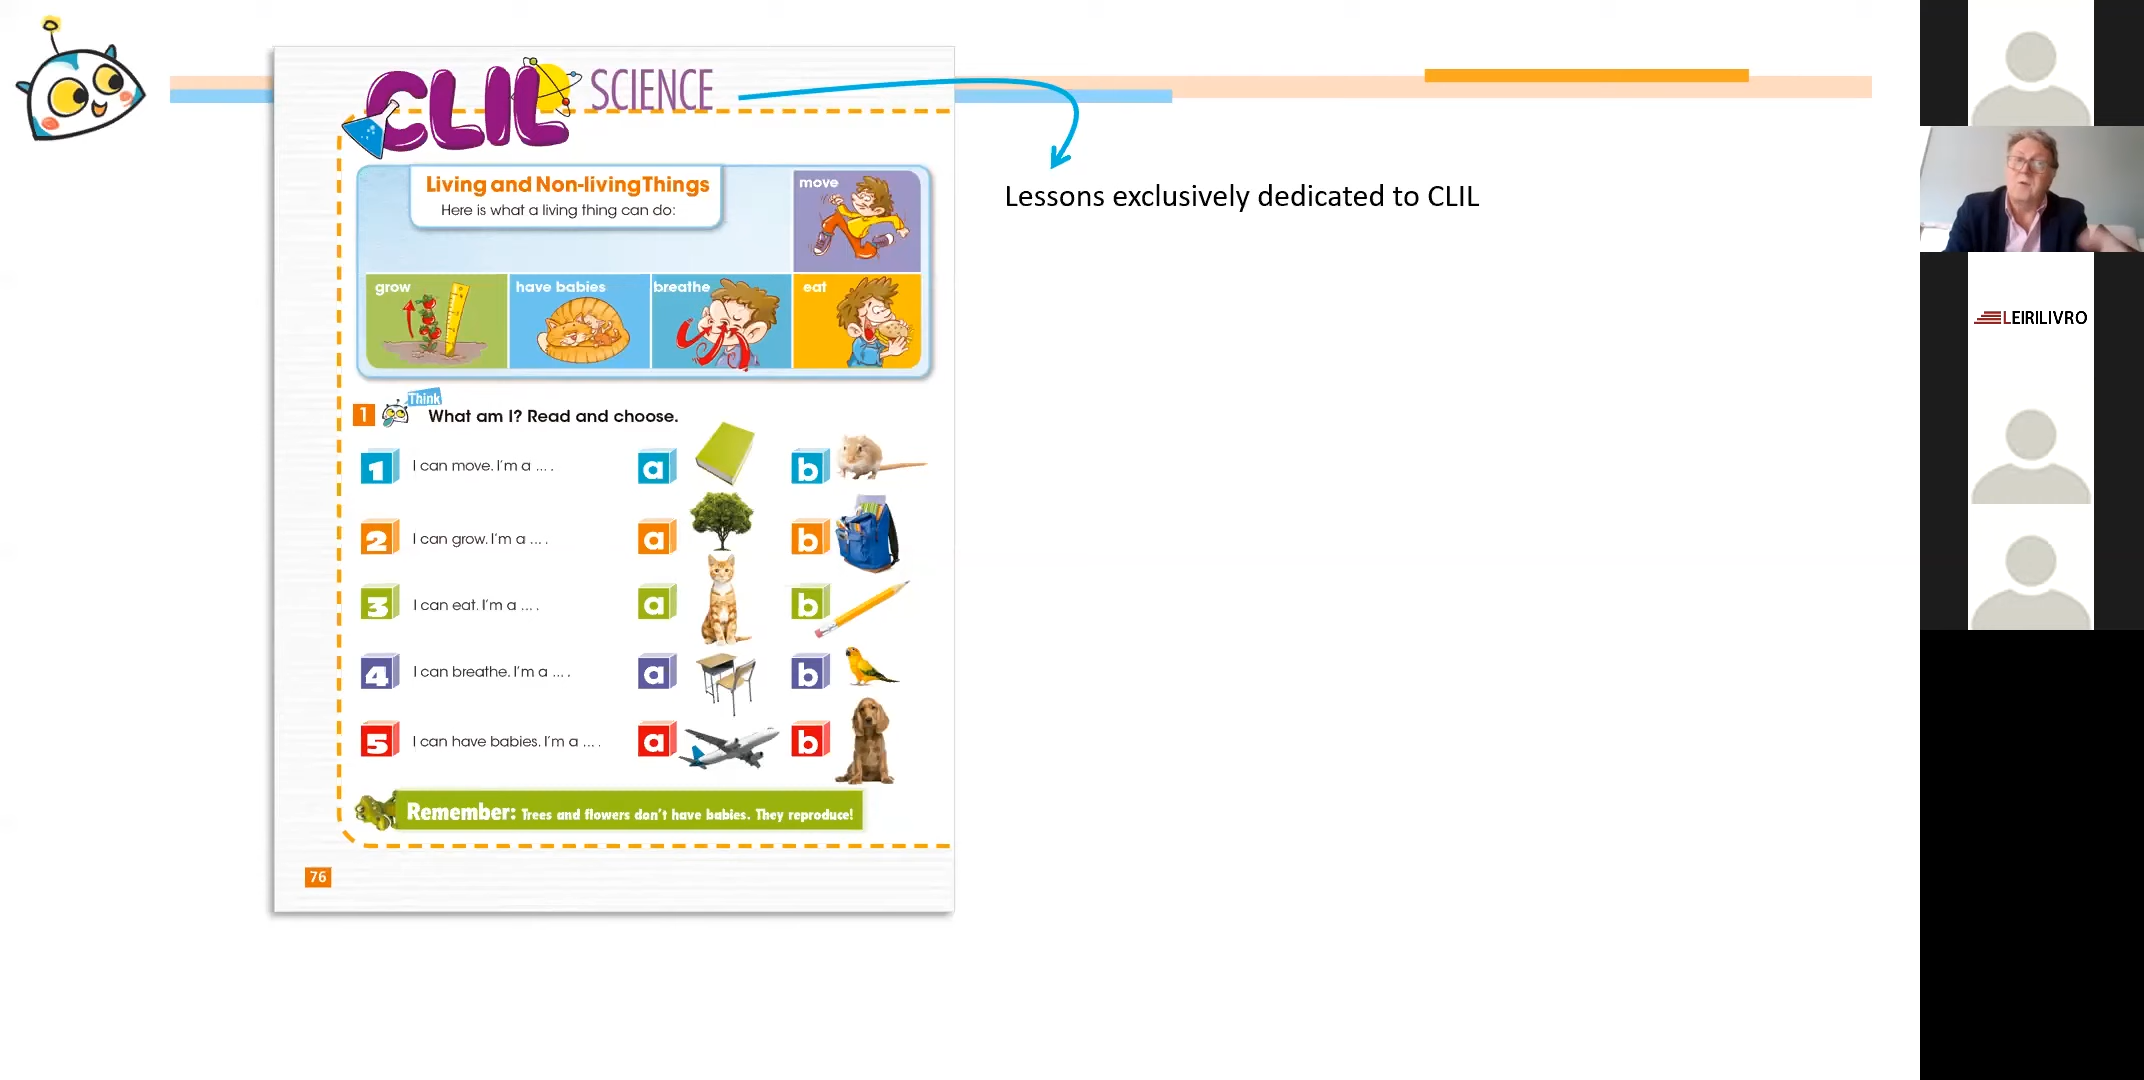 CLIL SCIENCE
Living and Non-living Things
Here is what a living thing can do:
move
grow
have babies
breathe
eat
Lessons exclusively dedicated to CLIL
LEIRILIVRO
1 Think What am I? Read and choose.
1 I can move. I'm a ... . a b
2 I can grow. I'm a ... . a b
3 I can eat. I'm a ... . a b
4 I can breathe. I'm a ... . a b
5 I can have babies. I'm a ... . a b
Remember: Trees and flowers don't have babies. They reproduce!
76